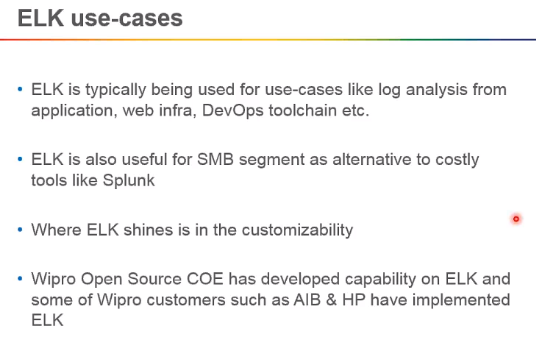 ELK use-cases
• ELK is typically being used for use-cases like log analysis from
application, web infra, DevOps toolchain etc.
• ELK is also useful for SMB segment as alternative to costly
tools like Splunk
• Where ELK shines is in the customizability
• Wipro Open Source COE has developed capability on ELK and
some of Wipro customers such as AIB & HP have implemented
ELK